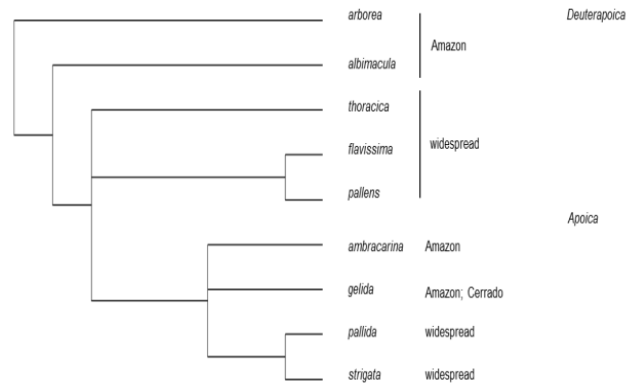 arborea Deuterapoica
Amazon
albimacula
thoracica
flavissima widespread
pallens
Apoica
ambracarina Amazon
gelida Amazon; Cerrado
pallida widespread
strigata widespread